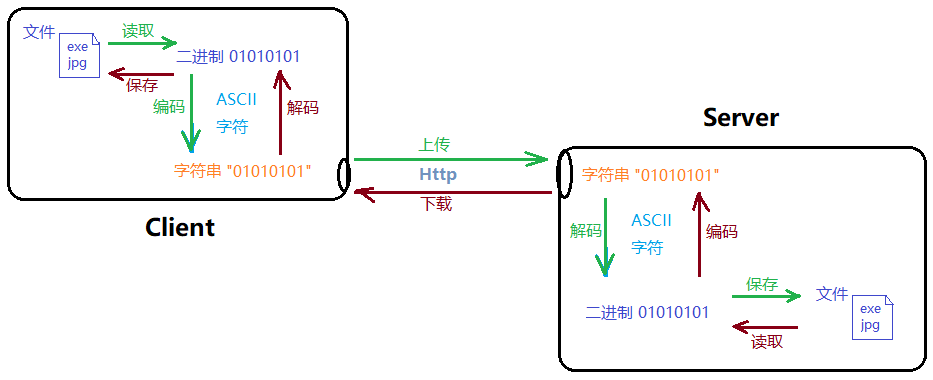 文件
exe
jpg
读取
保存
二进制 01010101
编码
ASCII
字符
解码
字符串 "01010101"
Client
上传
Http
下载
Server
字符串 "01010101"
解码
ASCII
字符
编码
二进制 01010101
保存
读取
文件
exe
jpg